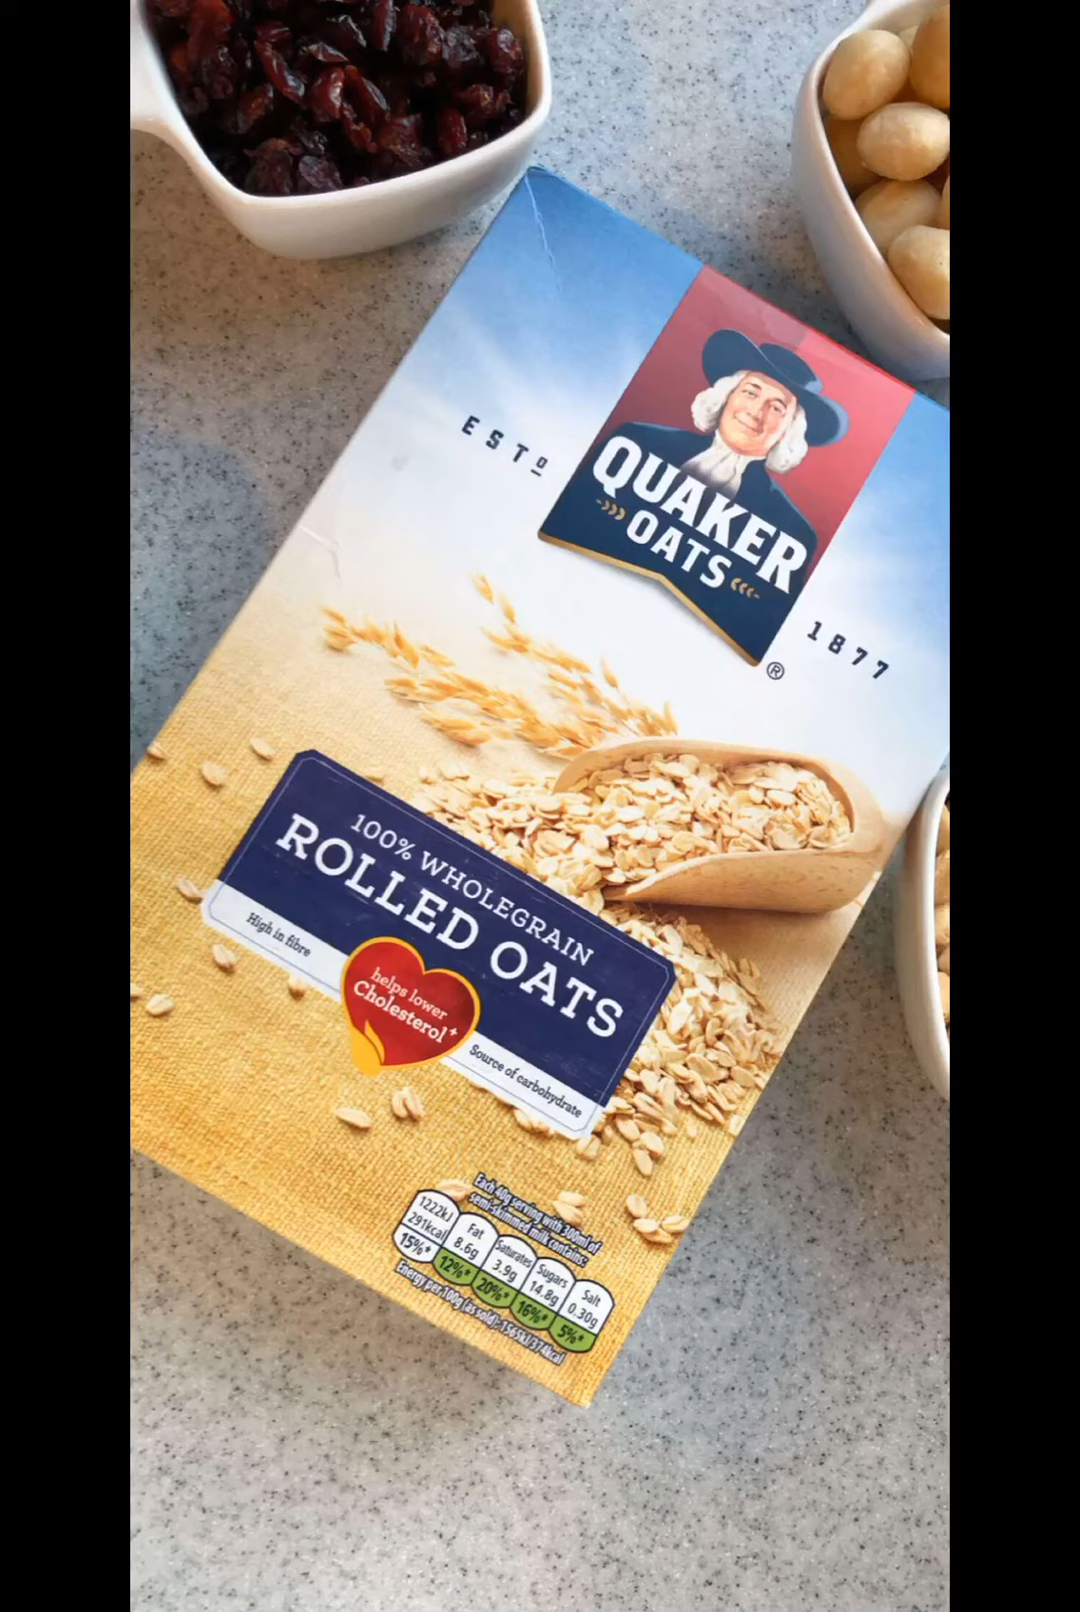 ESTº
QUAKER
OATS
1877
®
100% WHOLEGRAIN
ROLLED OATS
High in fibre
helps lower
Cholesterol⁺
Source of carbohydrate
Each 40g serving with 300ml of
semi-skimmed milk contains:
1222kJ
291kcal
15%*
Fat
8.6g
12%*
Saturates
3.9g
20%*
Sugars
14.8g
16%*
Salt
0.30g
5%*
Energy per 100g (as sold): 1565kJ/374kcal